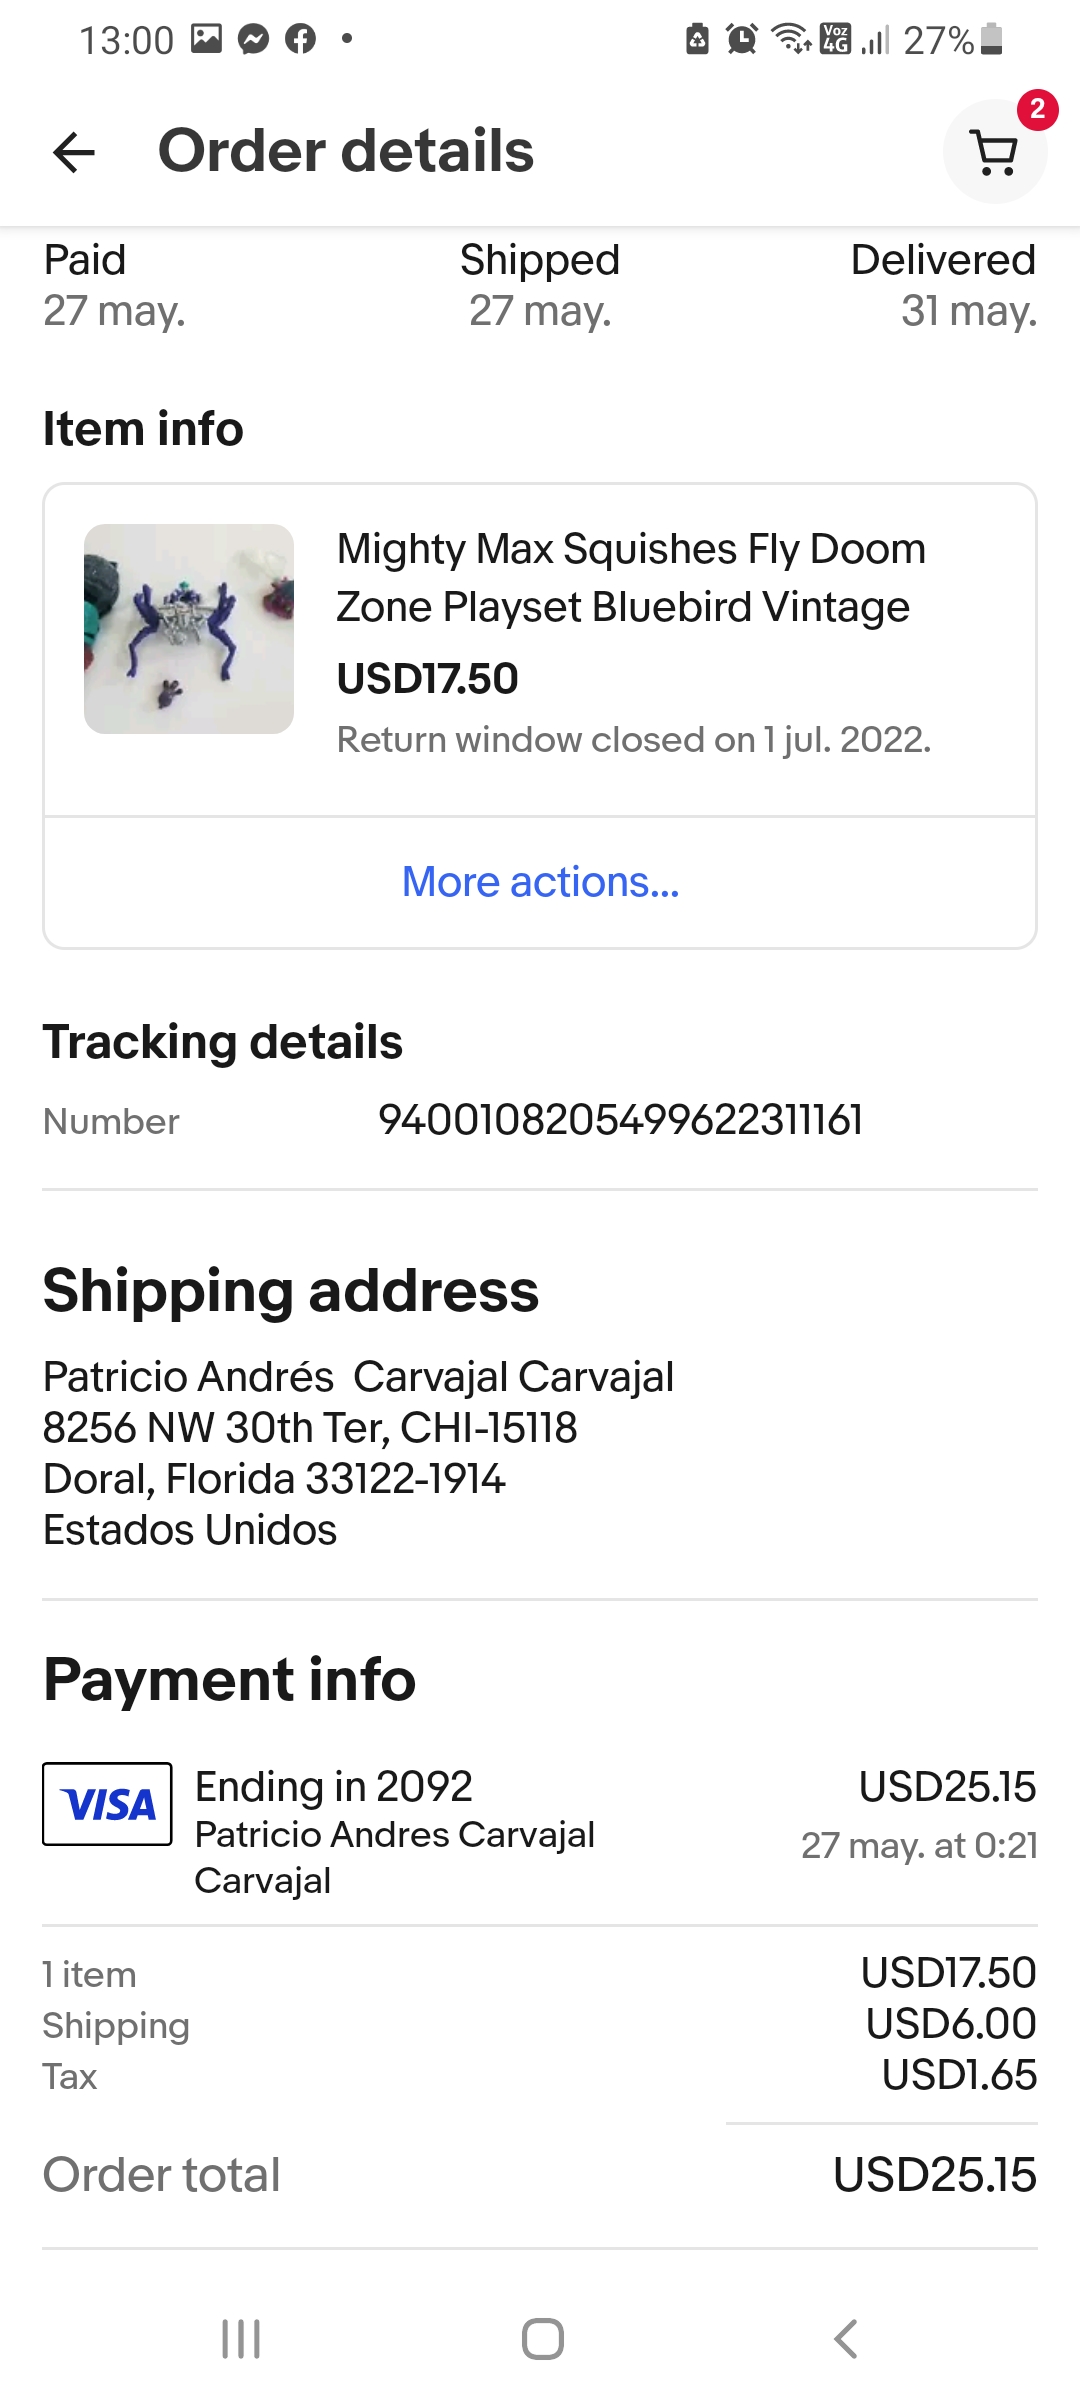 13:00
Voz 4G
27%
Order details
2
Paid
Shipped
Delivered
27 may.
27 may.
31 may.
Item info
Mighty Max Squishes Fly Doom
Zone Playset Bluebird Vintage
USD17.50
Return window closed on 1 jul. 2022.
More actions...
Tracking details
Number
9400108205499622311161
Shipping address
Patricio Andrés  Carvajal Carvajal
8256 NW 30th Ter, CHI-15118
Doral, Florida 33122-1914
Estados Unidos
Payment info
VISA
Ending in 2092
USD25.15
Patricio Andres Carvajal
Carvajal
27 may. at 0:21
1 item
USD17.50
Shipping
USD6.00
Tax
USD1.65
Order total
USD25.15